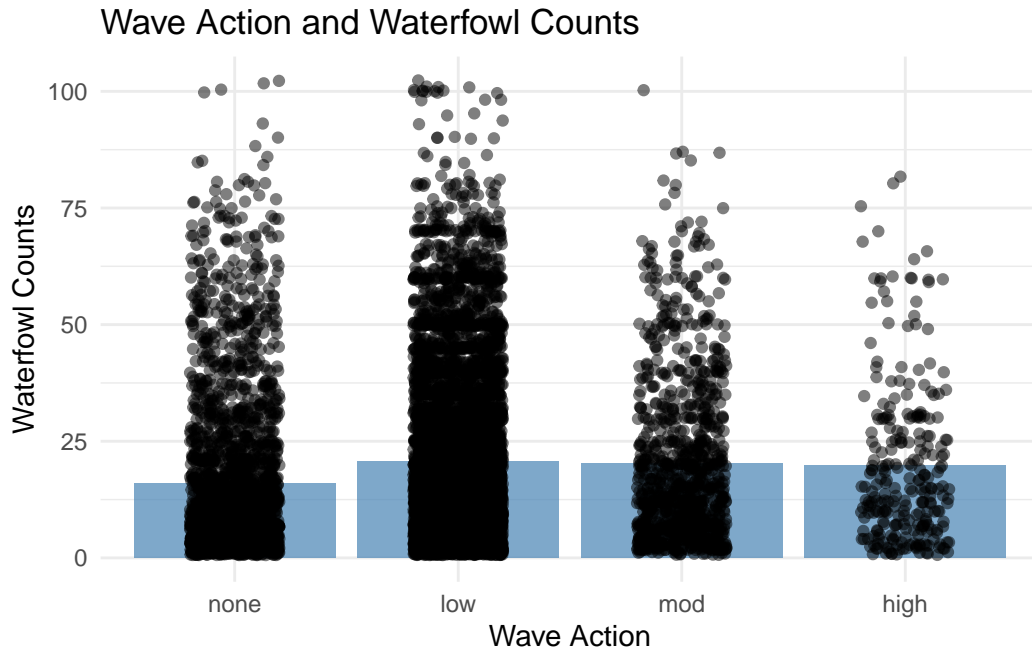 Wave Action and Waterfowl Counts
100
75
50
25
0
Waterfowl Counts
none
low
mod
high
Wave Action